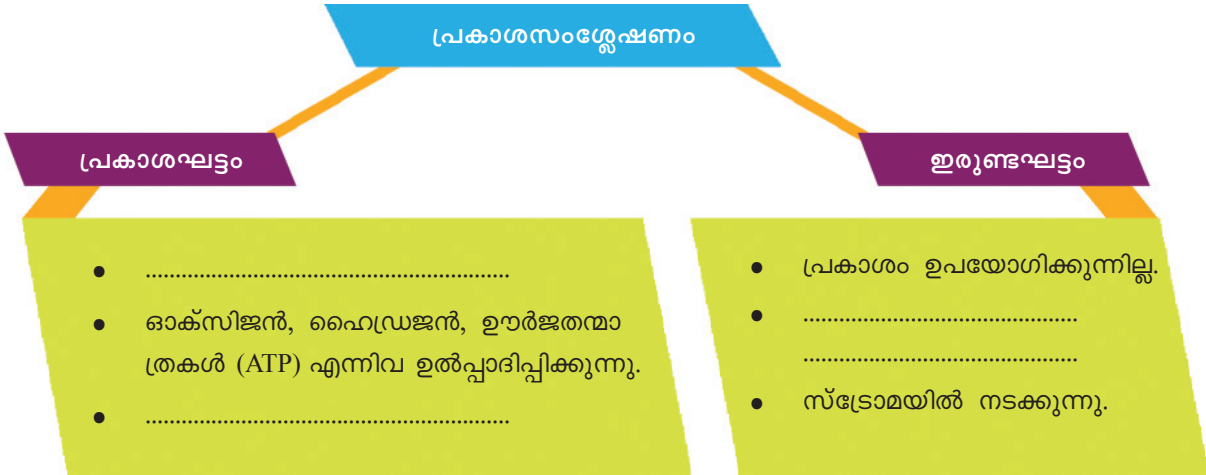 പ്രകാശസംശ്ലേഷണം
പ്രകാശഘട്ടം
ഇരുണ്ടഘട്ടം
● ............................................................
● ഓക്സിജൻ, ഹൈഡ്രജൻ, ഊർജതന്മാ
ത്രകൾ (ATP) എന്നിവ ഉൽപ്പാദിപ്പിക്കുന്നു.
● ............................................................
● പ്രകാശം ഉപയോഗിക്കുന്നില്ല.
● .............................................
.............................................
● സ്ട്രോമയിൽ നടക്കുന്നു.